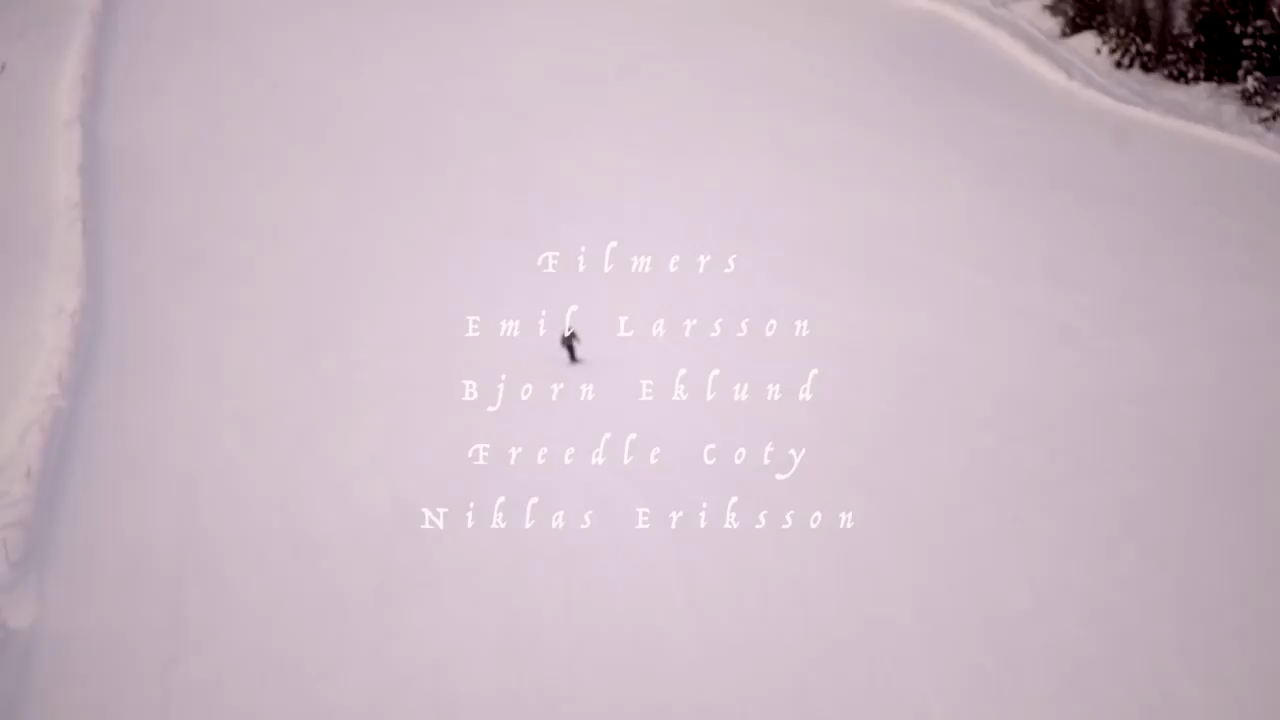 Filmers
Emil Larsson
Bjorn Eklund
Freedle Coty
Niklas Eriksson